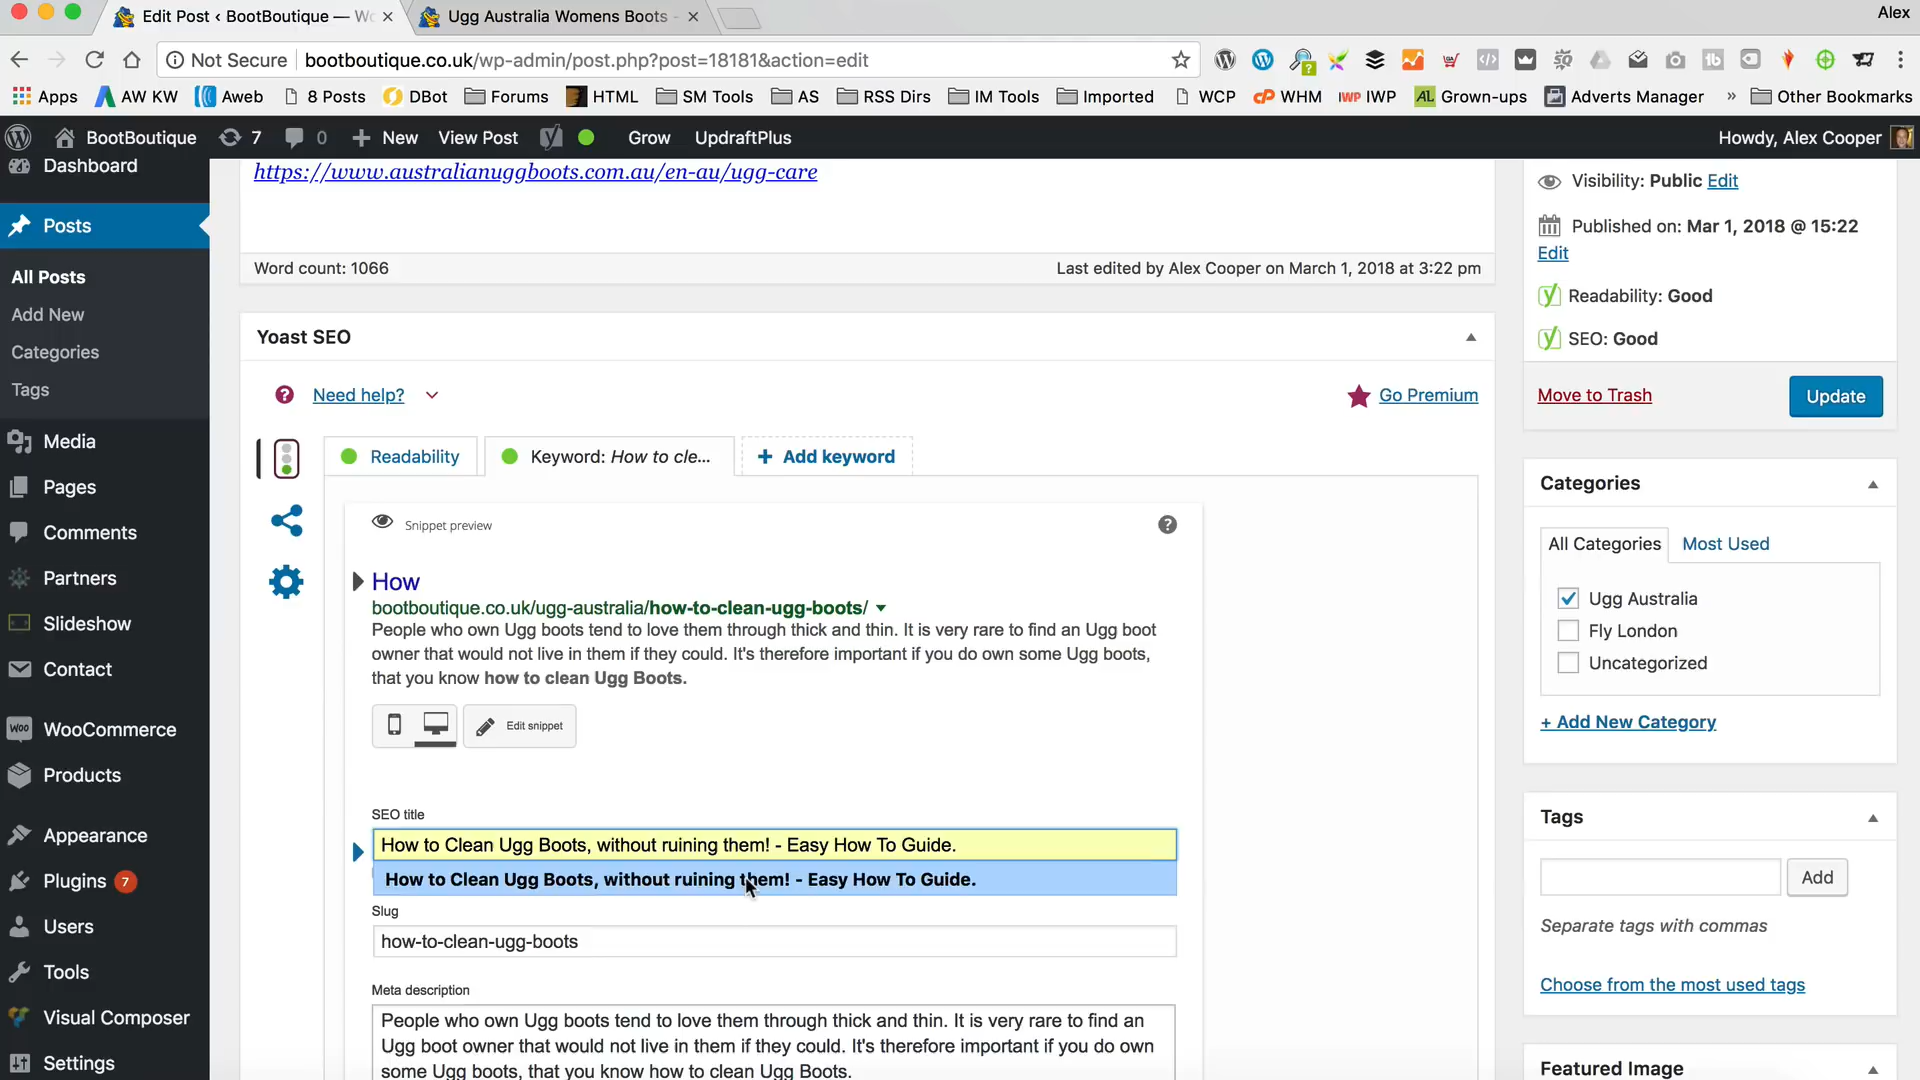 Edit Post ‹ BootBoutique — Wo
Ugg Australia Womens Boots -
Alex
Not Secure
bootboutique.co.uk/wp-admin/post.php?post=18181&action=edit
Apps
AW KW
Aweb
8 Posts
DBot
Forums
HTML
SM Tools
AS
RSS Dirs
IM Tools
Imported
WCP
WHM
IWP
Grown-ups
Adverts Manager
»
Other Bookmarks
BootBoutique
7
0
New
View Post
Grow
UpdraftPlus
Howdy, Alex Cooper
Dashboard
Posts
All Posts
Add New
Categories
Tags
Media
Pages
Comments
Partners
Slideshow
Contact
WooCommerce
Products
Appearance
Plugins 7
Users
Tools
Visual Composer
Settings
https://www.australianuggboots.com.au/en-au/ugg-care
Word count: 1066
Last edited by Alex Cooper on March 1, 2018 at 3:22 pm
Yoast SEO
Need help?
Go Premium
Readability
Keyword: How to cle...
+ Add keyword
Snippet preview
How
bootboutique.co.uk/ugg-australia/how-to-clean-ugg-boots/
People who own Ugg boots tend to love them through thick and thin. It is very rare to find an Ugg boot
owner that would not live in them if they could. It's therefore important if you do own some Ugg boots,
that you know how to clean Ugg Boots.
Edit snippet
SEO title
How to Clean Ugg Boots, without ruining them! - Easy How To Guide.
How to Clean Ugg Boots, without ruining them! - Easy How To Guide.
Slug
how-to-clean-ugg-boots
Meta description
People who own Ugg boots tend to love them through thick and thin. It is very rare to find an
Ugg boot owner that would not live in them if they could. It's therefore important if you do own
some Ugg boots, that you know how to clean Ugg Boots.
Visibility: Public Edit
Published on: Mar 1, 2018 @ 15:22
Edit
Readability: Good
SEO: Good
Move to Trash
Update
Categories
All Categories
Most Used
Ugg Australia
Fly London
Uncategorized
+ Add New Category
Tags
Add
Separate tags with commas
Choose from the most used tags
Featured Image